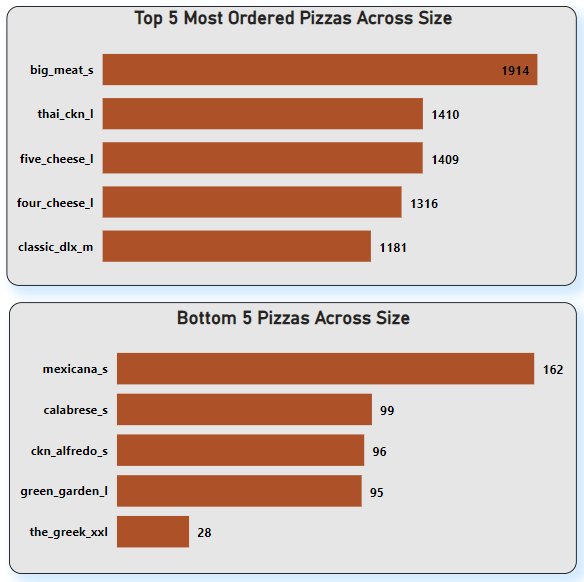 Top 5 Most Ordered Pizzas Across Size
big_meat_s 1914
thai_ckn_l 1410
five_cheese_l 1409
four_cheese_l 1316
classic_dlx_m 1181
Bottom 5 Pizzas Across Size
mexicana_s 162
calabrese_s 99
ckn_alfredo_s 96
green_garden_l 95
the_greek_xxl 28